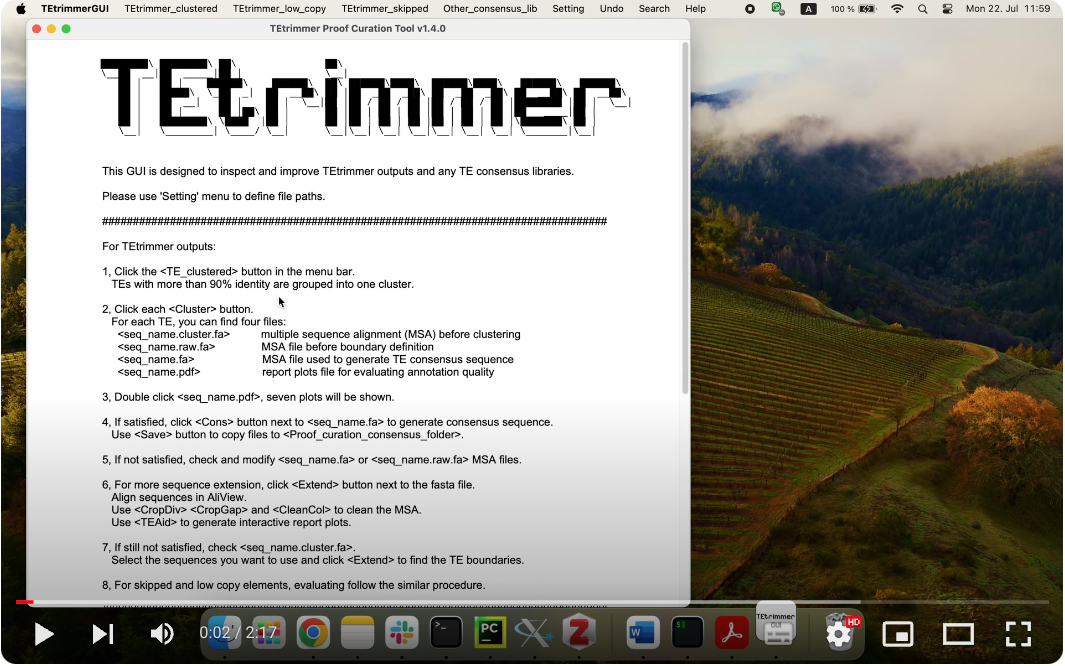 TEtrimmerGUI TEtrimmer_clustered TEtrimmer_low_copy TEtrimmer_skipped Other_consensus_lib Setting Undo Search Help A 100 % Mon 22. Jul 11:59
TEtrimmer Proof Curation Tool v1.4.0
TEtrimmer
This GUI is designed to inspect and improve TEtrimmer outputs and any TE consensus libraries.
Please use 'Setting' menu to define file paths.
###################################################################################
For TEtrimmer outputs:
1, Click the <TE_clustered> button in the menu bar.
TEs with more than 90% identity are grouped into one cluster.
2, Click each <Cluster> button.
For each TE, you can find four files:
<seq_name.cluster.fa> multiple sequence alignment (MSA) before clustering
<seq_name.raw.fa> MSA file before boundary definition
<seq_name.fa> MSA file used to generate TE consensus sequence
<seq_name.pdf> report plots file for evaluating annotation quality
3, Double click <seq_name.pdf>, seven plots will be shown.
4, If satisfied, click <Cons> button next to <seq_name.fa> to generate consensus sequence.
Use <Save> button to copy files to <Proof_curation_consensus_folder>.
5, If not satisfied, check and modify <seq_name.fa> or <seq_name.raw.fa> MSA files.
6, For more sequence extension, click <Extend> button next to the fasta file.
Align sequences in AliView.
Use <CropDiv> <CropGap> and <CleanCol> to clean the MSA.
Use <TEAid> to generate interactive report plots.
7, If still not satisfied, check <seq_name.cluster.fa>.
Select the sequences you want to use and click <Extend> to find the TE boundaries.
8, For skipped and low copy elements, evaluating follow the similar procedure.
0:02 / 2:17 >_ PC Z W $ TEtrimmer GUI HD